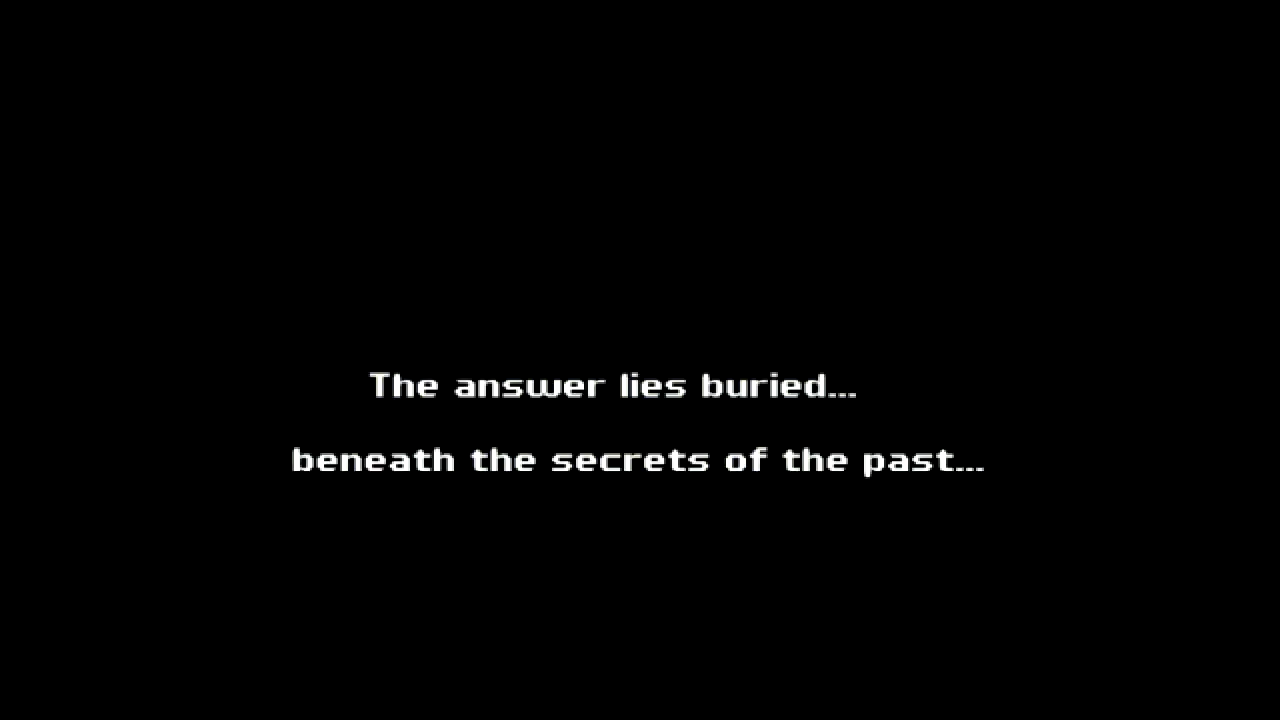 The answer lies buried...
beneath the secrets of the past...